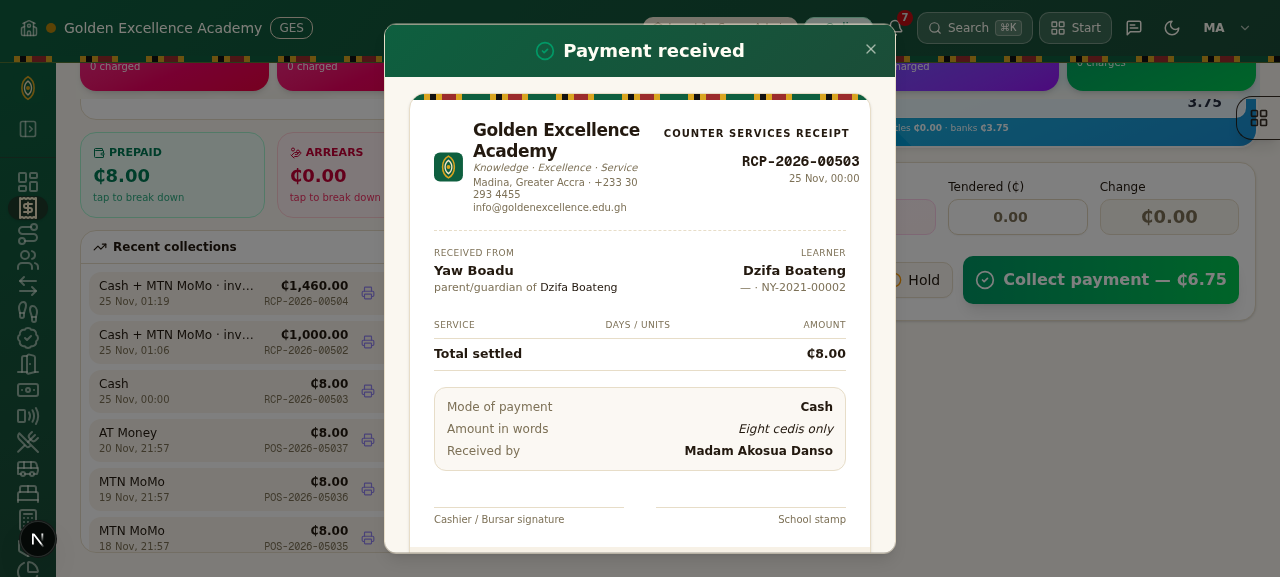 Golden Excellence Academy
GES
7
Search
⌘K
Start
MA
0 charged
0 charged
charged
0 charges
3.75
des ₵0.00 · banks ₵3.75
PREPAID
₵8.00
tap to break down
ARREARS
₵0.00
tap to break down
Recent collections
Cash + MTN MoMo · inv…
₵1,460.00
25 Nov, 01:19
RCP-2026-00504
Cash + MTN MoMo · inv…
₵1,000.00
25 Nov, 01:06
RCP-2026-00502
Cash
₵8.00
25 Nov, 00:00
RCP-2026-00503
AT Money
₵8.00
20 Nov, 21:57
POS-2026-05037
MTN MoMo
₵8.00
19 Nov, 21:57
POS-2026-05036
MTN MoMo
₵8.00
18 Nov, 21:57
POS-2026-05035
N
Payment received
Golden Excellence
Academy
Knowledge · Excellence · Service
Madina, Greater Accra · +233 30
293 4455
info@goldenexcellence.edu.gh
COUNTER SERVICES RECEIPT
RCP-2026-00503
25 Nov, 00:00
RECEIVED FROM
LEARNER
Yaw Boadu
Dzifa Boateng
parent/guardian of Dzifa Boateng
— · NY-2021-00002
SERVICE
DAYS / UNITS
AMOUNT
Total settled
₵8.00
Mode of payment
Cash
Amount in words
Eight cedis only
Received by
Madam Akosua Danso
Cashier / Bursar signature
School stamp
Tendered (₵)
Change
0.00
₵0.00
Hold
Collect payment — ₵6.75